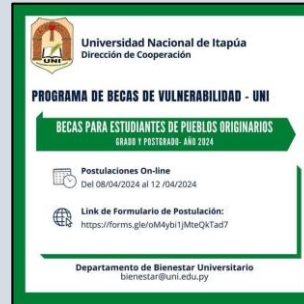 UNI
Universidad Nacional de Itapúa
Dirección de Cooperación
PROGRAMA DE BECAS DE VULNERABILIDAD - UNI
BECAS PARA ESTUDIANTES DE PUEBLOS ORIGINARIOS
GRADO Y POSTGRADO- AÑO 2024
Postulaciones On-line
Del 08/04/2024 al 12 /04/2024
Link de Formulario de Postulación:
https://forms.gle/oM4ybi1jMteQkTad7
Departamento de Bienestar Universitario
bienestar@uni.edu.py